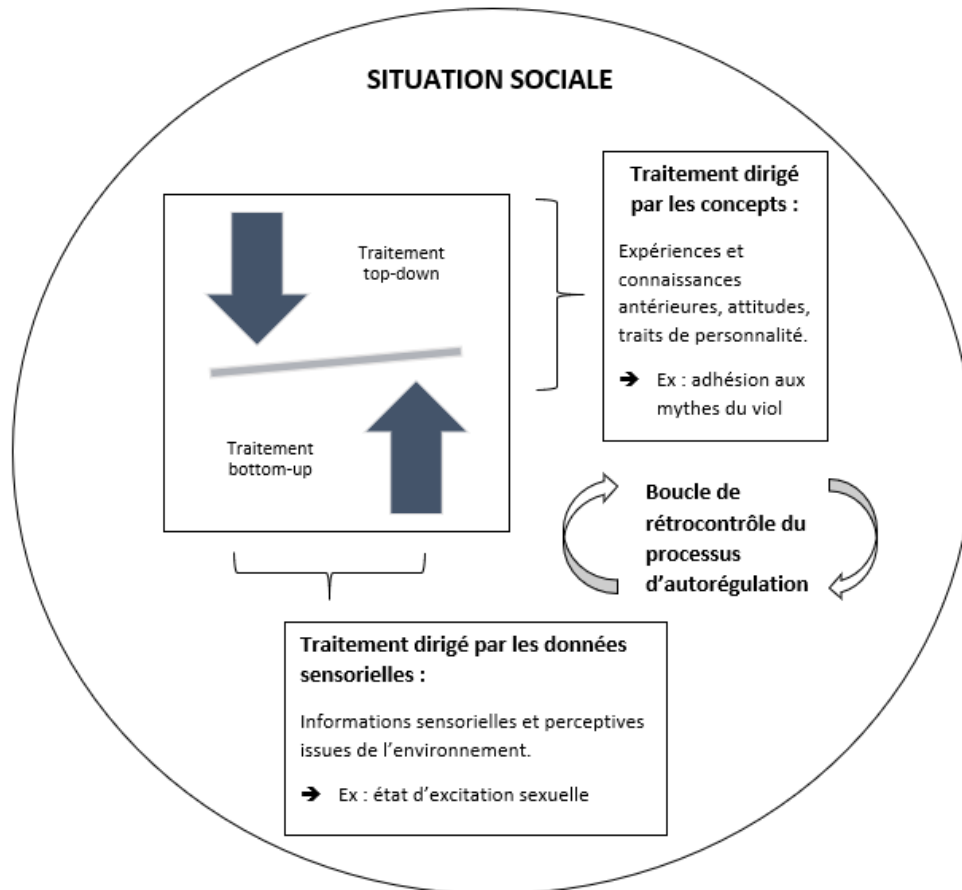 SITUATION SOCIALE
Traitement
top-down
Traitement
bottom-up
Traitement dirigé
par les concepts :
Expériences et
connaissances
antérieures, attitudes,
traits de personnalité.
➔ Ex : adhésion aux
mythes du viol
Boucle de
rétrocontrôle du
processus
d’autorégulation
Traitement dirigé par les données
sensorielles :
Informations sensorielles et perceptives
issues de l’environnement.
➔ Ex : état d’excitation sexuelle